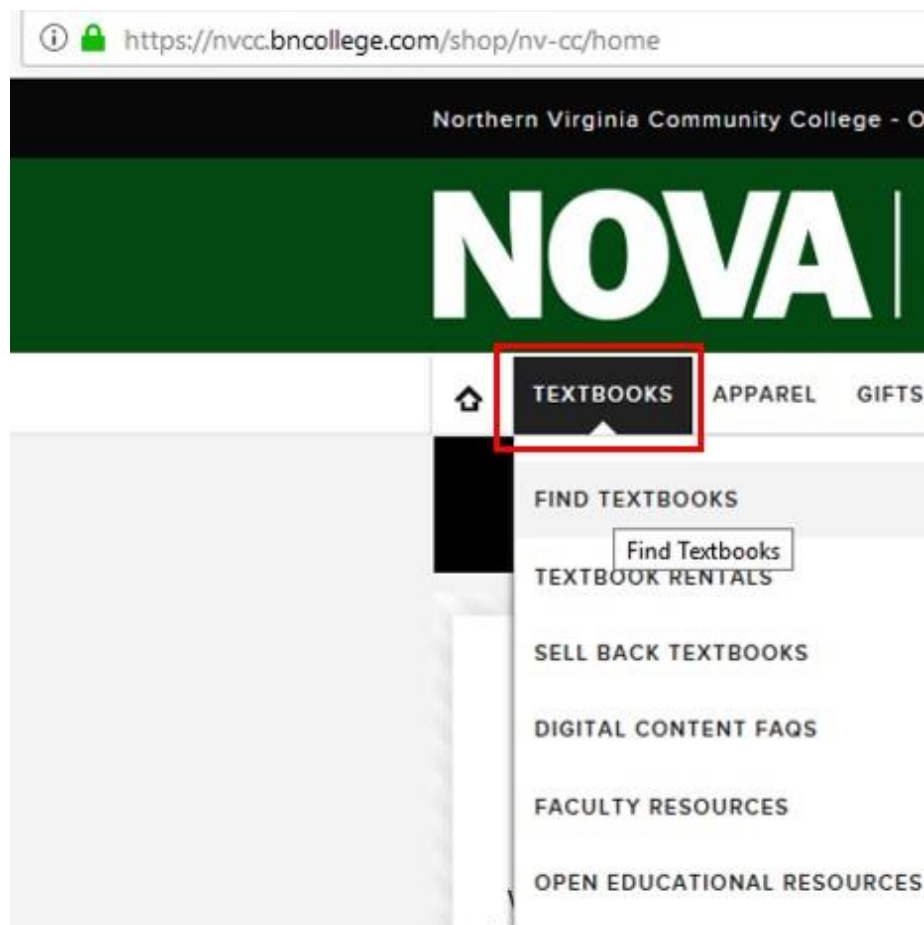 https://nvcc.bncollege.com/shop/nv-cc/home
Northern Virginia Community College - O
NOVA
TEXTBOOKS APPAREL GIFTS
FIND TEXTBOOKS
Find Textbooks
TEXTBOOK RENTALS
SELL BACK TEXTBOOKS
DIGITAL CONTENT FAQS
FACULTY RESOURCES
OPEN EDUCATIONAL RESOURCES